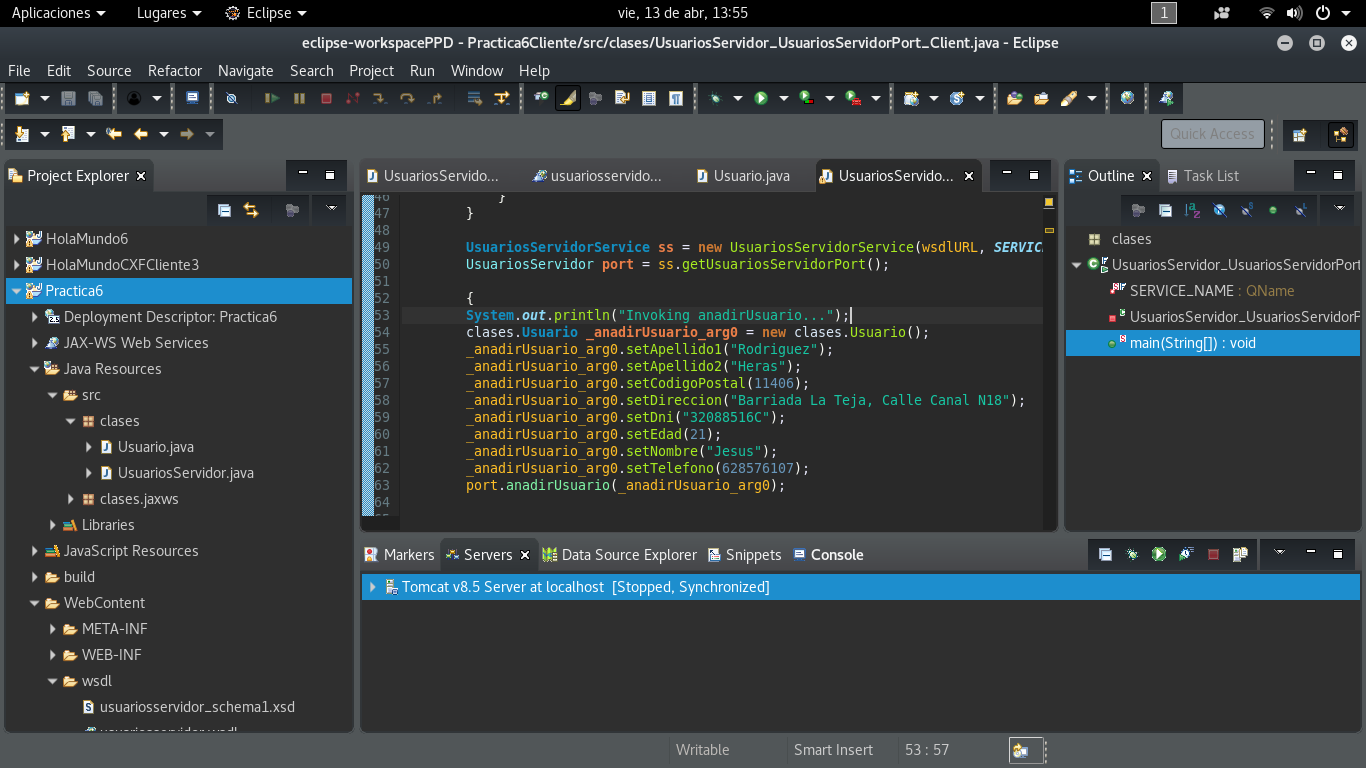 Aplicaciones Lugares Eclipse vie, 13 de abr, 13:55 1
eclipse-workspacePPD - Practica6Cliente/src/clases/UsuariosServidor_UsuariosServidorPort_Client.java - Eclipse
File Edit Source Refactor Navigate Search Project Run Window Help
Quick Access
Project Explorer
HolaMundo6
HolaMundoCXFCliente3
Practica6
Deployment Descriptor: Practica6
JAX-WS Web Services
Java Resources
src
clases
Usuario.java
UsuariosServidor.java
clases.jaxws
Libraries
JavaScript Resources
build
WebContent
META-INF
WEB-INF
wsdl
usuariosservidor_schema1.xsd
usuariosservidor.wsdl
UsuariosServido... usuariosservido... Usuario.java UsuariosServido...
46 }
47 }
48
49 UsuariosServidorService ss = new UsuariosServidorService(wsdlURL, SERVIC
50 UsuariosServidor port = ss.getUsuariosServidorPort();
51
52 {
53 System.out.println("Invoking anadirUsuario...");
54 clases.Usuario _anadirUsuario_arg0 = new clases.Usuario();
55 _anadirUsuario_arg0.setApellido1("Rodriguez");
56 _anadirUsuario_arg0.setApellido2("Heras");
57 _anadirUsuario_arg0.setCodigoPostal(11406);
58 _anadirUsuario_arg0.setDireccion("Barriada La Teja, Calle Canal N18");
59 _anadirUsuario_arg0.setDni("32088516C");
60 _anadirUsuario_arg0.setEdad(21);
61 _anadirUsuario_arg0.setNombre("Jesus");
62 _anadirUsuario_arg0.setTelefono(628576107);
63 port.anadirUsuario(_anadirUsuario_arg0);
64
Outline Task List
clases
UsuariosServidor_UsuariosServidorPort
SERVICE_NAME : QName
UsuariosServidor_UsuariosServidorF
main(String[]) : void
Markers Servers Data Source Explorer Snippets Console
Tomcat v8.5 Server at localhost [Stopped, Synchronized]
Writable Smart Insert 53 : 57